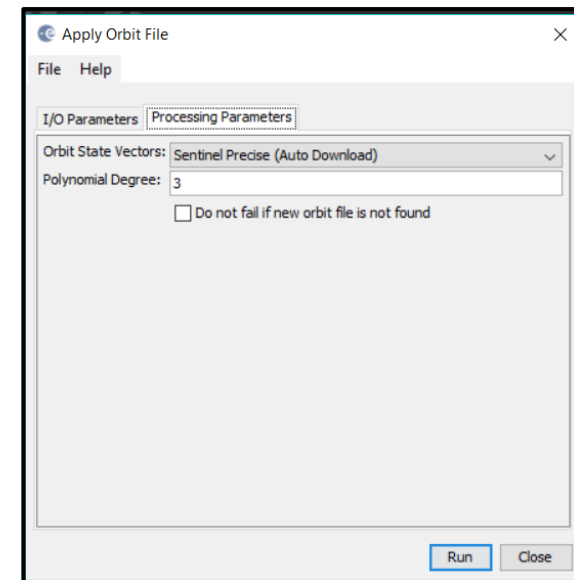 Apply Orbit File
File Help
I/O Parameters Processing Parameters
Orbit State Vectors: Sentinel Precise (Auto Download)
Polynomial Degree: 3
Do not fail if new orbit file is not found
Run Close